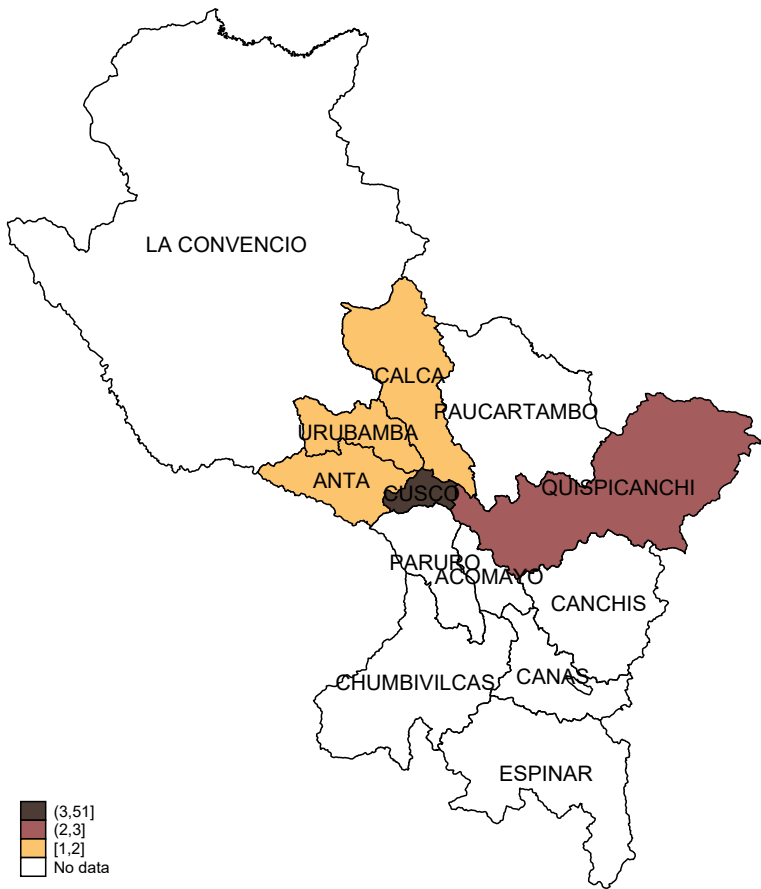 LA CONVENCIO
CALCA
PAUCARTAMBO
URUBAMBA
ANTA
CUSCO
QUISPICANCHI
PARURO
ACOMAYO
CANCHIS
CHUMBIVILCAS
CANAS
ESPINAR
(3,51]
(2,3]
[1,2]
No data